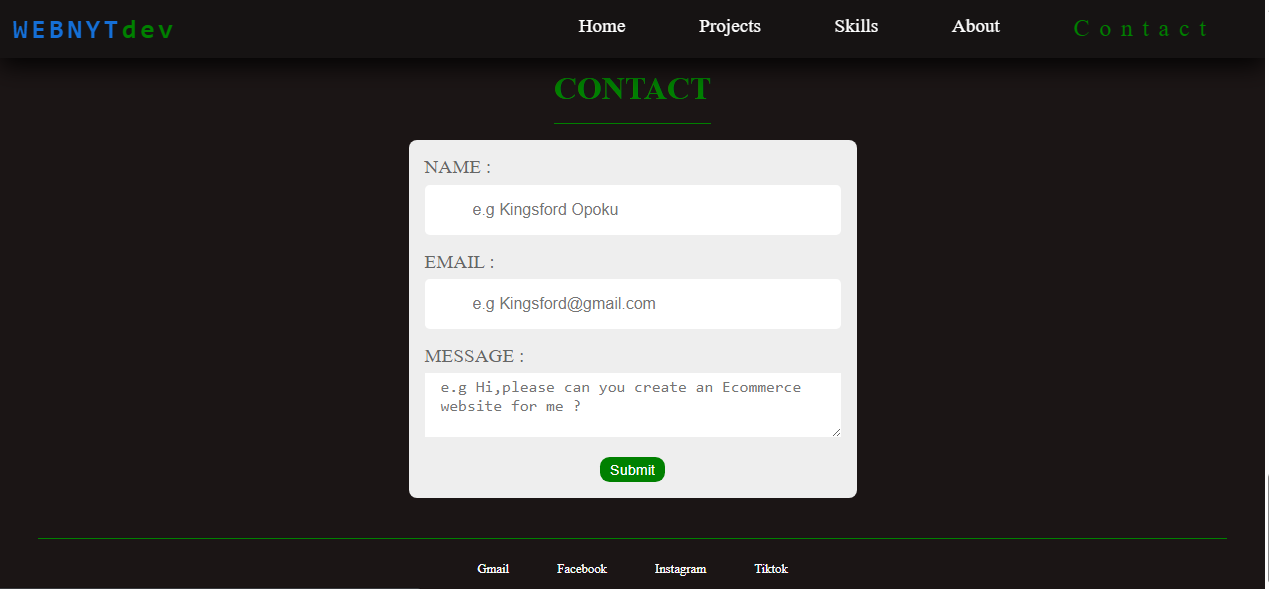 WEBNYTdev Home Projects Skills About Contact
CONTACT
NAME :
e.g Kingsford Opoku
EMAIL :
e.g Kingsford@gmail.com
MESSAGE :
e.g Hi,please can you create an Ecommerce
website for me ?
Submit
Gmail Facebook Instagram Tiktok